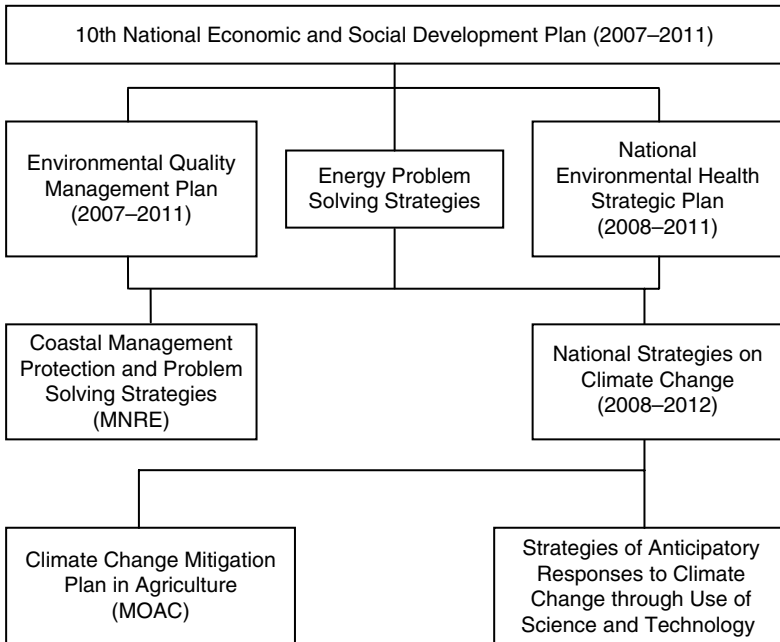 10th National Economic and Social Development Plan (2007–2011)
Environmental Quality
Management Plan
(2007–2011)
Energy Problem
Solving Strategies
National
Environmental Health
Strategic Plan
(2008–2011)
Coastal Management
Protection and Problem
Solving Strategies
(MNRE)
National Strategies on
Climate Change
(2008–2012)
Climate Change Mitigation
Plan in Agriculture
(MOAC)
Strategies of Anticipatory
Responses to Climate
Change through Use of
Science and Technology